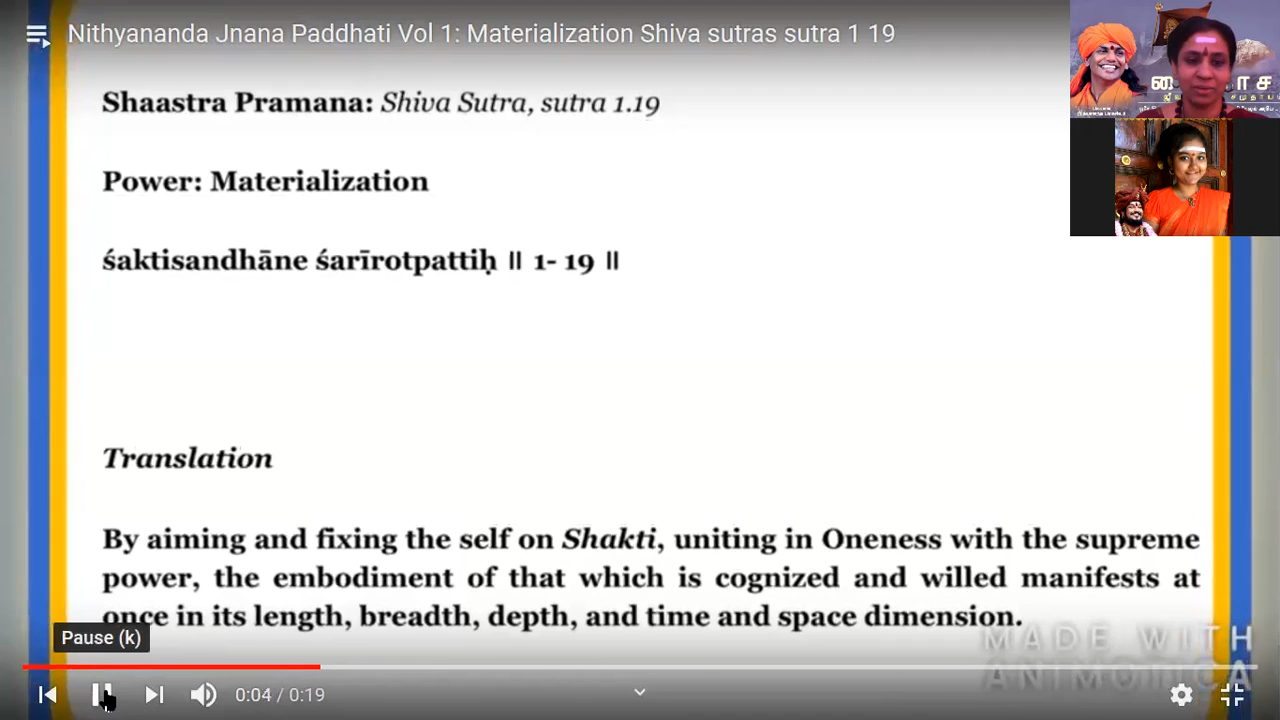 Nithyananda Jnana Paddhati Vol 1: Materialization Shiva sutras sutra 1 19
Shaastra Pramana: Shiva Sutra, sutra 1.19
Power: Materialization
śaktisandhāne śarīrotpattiḥ ॥ 1- 19 ॥
Translation
By aiming and fixing the self on Shakti, uniting in Oneness with the supreme
power, the embodiment of that which is cognized and willed manifests at
once in its length, breadth, depth, and time and space dimension.
Pause (k)
MADE WITH
ANIMOTICA
0:04 / 0:19